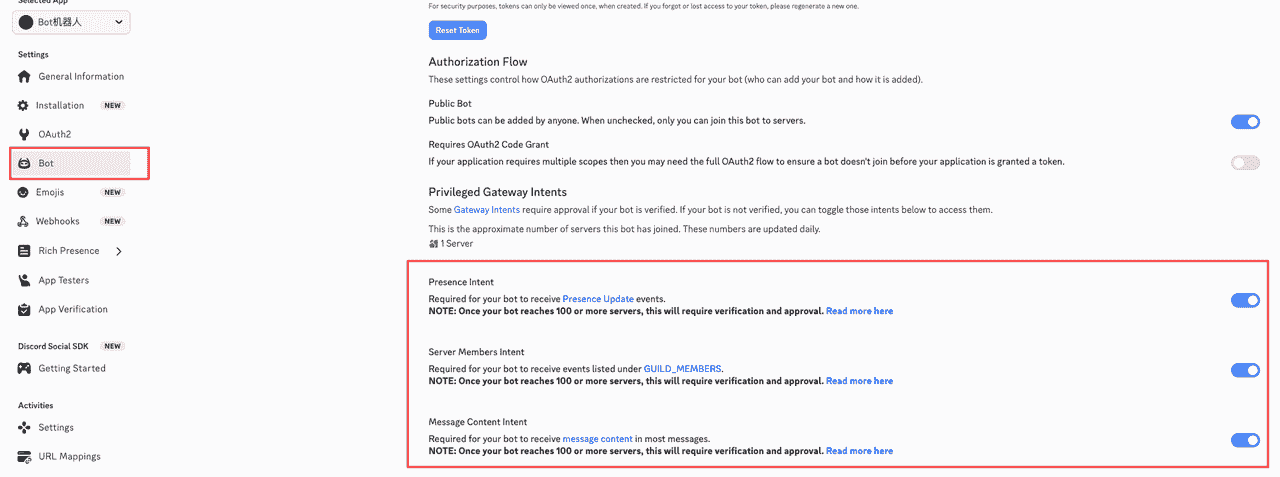 Selected App
Bot机器人
Settings
General Information
Installation NEW
OAuth2
Bot
Emojis NEW
Webhooks NEW
Rich Presence
App Testers
App Verification
Discord Social SDK NEW
Getting Started
Activities
Settings
URL Mappings
For security purposes, tokens can only be viewed once, when created. If you forgot or lost access to your token, please regenerate a new one.
Reset Token
Authorization Flow
These settings control how OAuth2 authorizations are restricted for your bot (who can add your bot and how it is added).
Public Bot
Public bots can be added by anyone. When unchecked, only you can join this bot to servers.
Requires OAuth2 Code Grant
If your application requires multiple scopes then you may need the full OAuth2 flow to ensure a bot doesn't join before your application is granted a token.
Privileged Gateway Intents
Some Gateway Intents require approval if your bot is verified. If your bot is not verified, you can toggle those intents below to access them.
This is the approximate number of servers this bot has joined. These numbers are updated daily.
1 Server
Presence Intent
Required for your bot to receive Presence Update events.
NOTE: Once your bot reaches 100 or more servers, this will require verification and approval. Read more here
Server Members Intent
Required for your bot to receive events listed under GUILD_MEMBERS.
NOTE: Once your bot reaches 100 or more servers, this will require verification and approval. Read more here
Message Content Intent
Required for your bot to receive message content in most messages.
NOTE: Once your bot reaches 100 or more servers, this will require verification and approval. Read more here